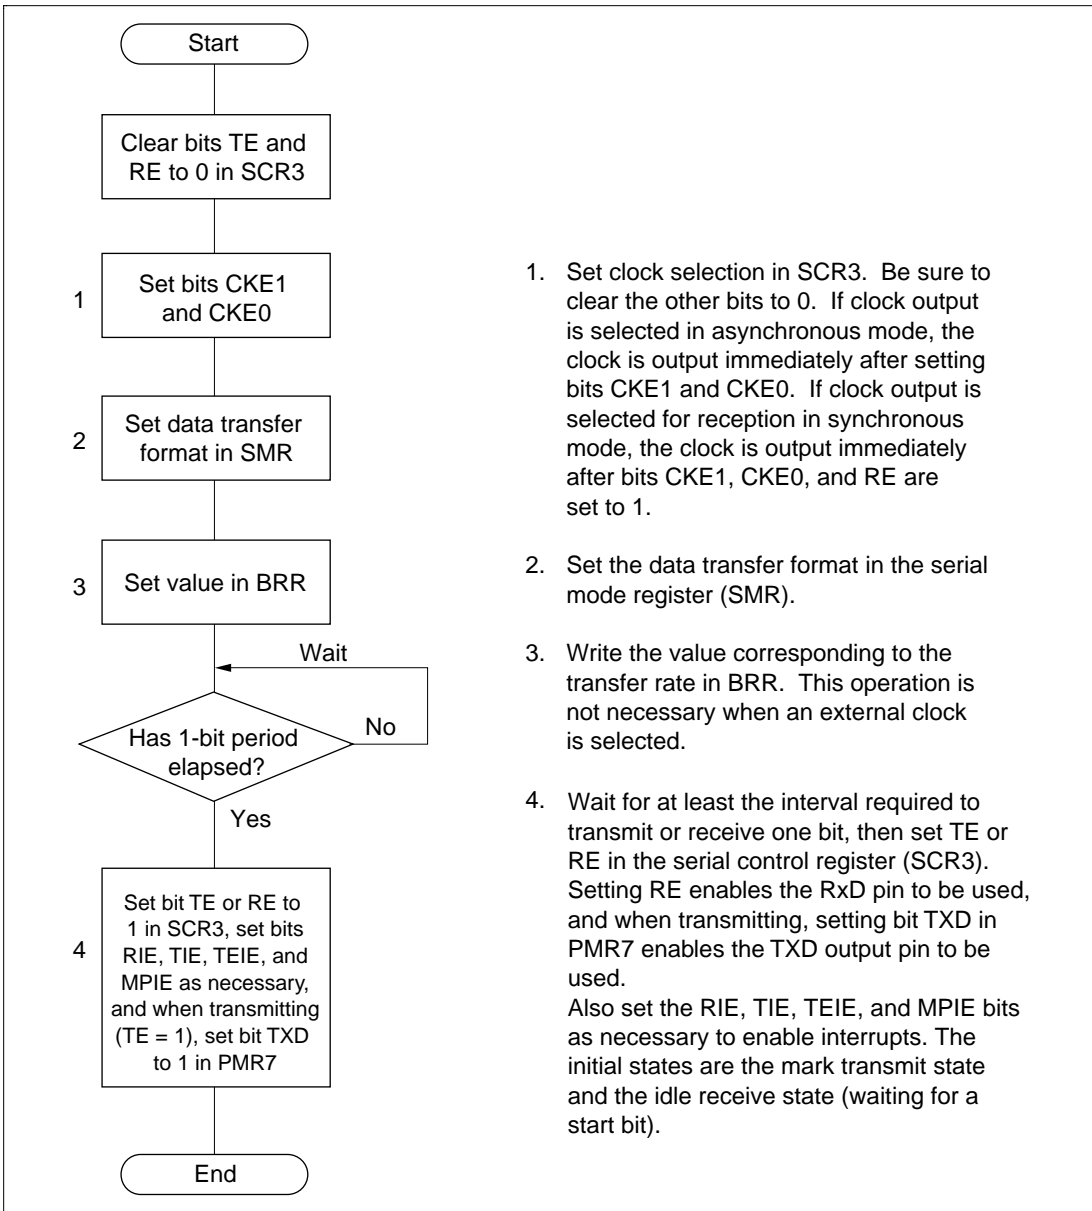 Start
Clear bits TE and
RE to 0 in SCR3
1
Set bits CKE1
and CKE0
2
Set data transfer
format in SMR
3
Set value in BRR
Wait
Has 1-bit period
elapsed?
No
Yes
4
Set bit TE or RE to
1 in SCR3, set bits
RIE, TIE, TEIE, and
MPIE as necessary,
and when transmitting
(TE = 1), set bit TXD
to 1 in PMR7
End
1. Set clock selection in SCR3. Be sure to
clear the other bits to 0. If clock output
is selected in asynchronous mode, the
clock is output immediately after setting
bits CKE1 and CKE0. If clock output is
selected for reception in synchronous
mode, the clock is output immediately
after bits CKE1, CKE0, and RE are
set to 1.
2. Set the data transfer format in the serial
mode register (SMR).
3. Write the value corresponding to the
transfer rate in BRR. This operation is
not necessary when an external clock
is selected.
4. Wait for at least the interval required to
transmit or receive one bit, then set TE or
RE in the serial control register (SCR3).
Setting RE enables the RxD pin to be used,
and when transmitting, setting bit TXD in
PMR7 enables the TXD output pin to be
used.
Also set the RIE, TIE, TEIE, and MPIE bits
as necessary to enable interrupts. The
initial states are the mark transmit state
and the idle receive state (waiting for a
start bit).